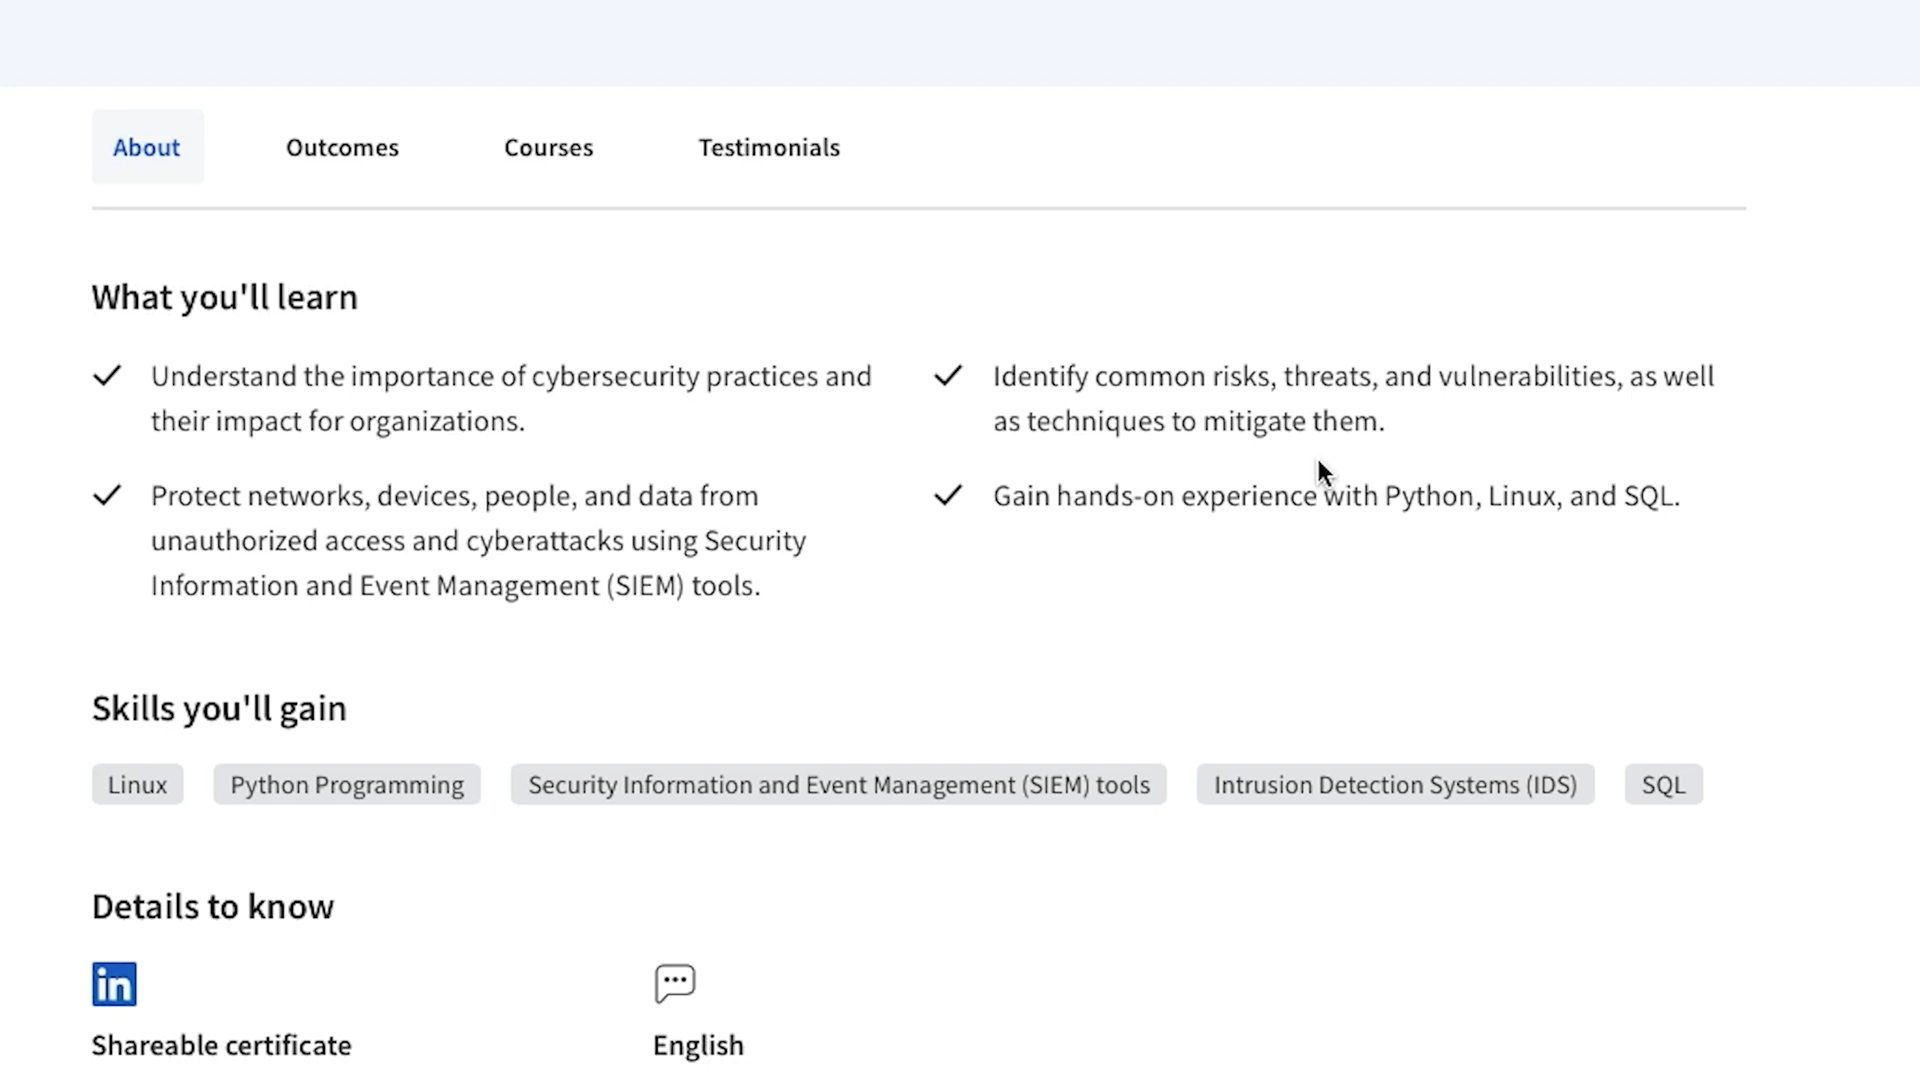 About
Outcomes
Courses
Testimonials
What you'll learn
Understand the importance of cybersecurity practices and
their impact for organizations.
Protect networks, devices, people, and data from
unauthorized access and cyberattacks using Security
Information and Event Management (SIEM) tools.
Identify common risks, threats, and vulnerabilities, as well
as techniques to mitigate them.
Gain hands-on experience with Python, Linux, and SQL.
Skills you'll gain
Linux
Python Programming
Security Information and Event Management (SIEM) tools
Intrusion Detection Systems (IDS)
SQL
Details to know
in
Shareable certificate
English